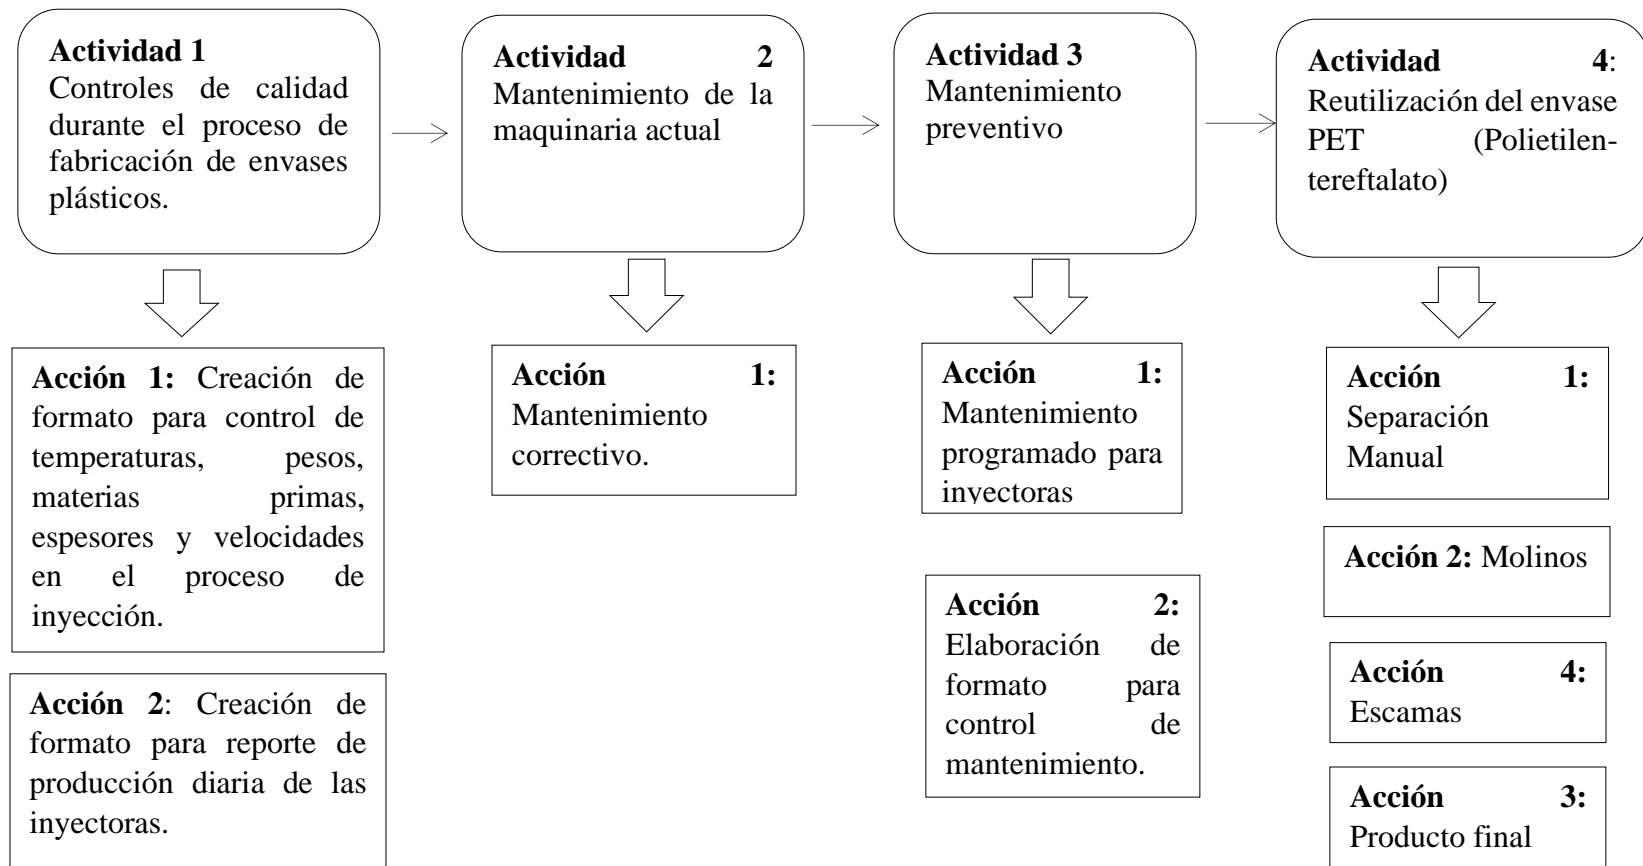 Actividad 1
Controles de calidad
durante el proceso de
fabricación de envases
plásticos.
Actividad 2
Mantenimiento de la
maquinaria actual
Actividad 3
Mantenimiento
preventivo
Actividad 4:
Reutilización del envase
PET (Polietilen-
tereftalato)
Acción 1: Creación de
formato para control de
temperaturas, pesos,
materias primas,
espesores y velocidades
en el proceso de
inyección.
Acción 2: Creación de
formato para reporte de
producción diaria de las
inyectoras.
Acción 1:
Mantenimiento
correctivo.
Acción 1:
Mantenimiento
programado para
inyectoras
Acción 2:
Elaboración de
formato para
control de
mantenimiento.
Acción 1:
Separación
Manual
Acción 2: Molinos
Acción 4:
Escamas
Acción 3:
Producto final